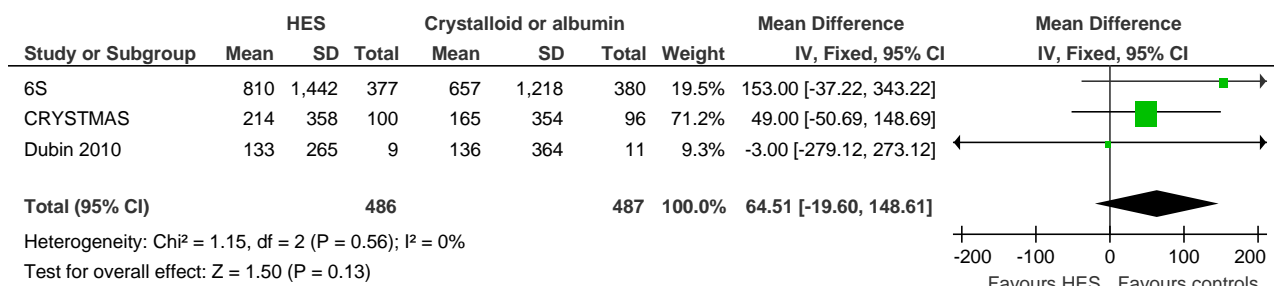 HES Crystalloid or albumin Mean Difference Mean Difference
Study or Subgroup Mean SD Total Mean SD Total Weight IV, Fixed, 95% CI IV, Fixed, 95% CI
6S 810 1,442 377 657 1,218 380 19.5% 153.00 [-37.22, 343.22]
CRYSTMAS 214 358 100 165 354 96 71.2% 49.00 [-50.69, 148.69]
Dubin 2010 133 265 9 136 364 11 9.3% -3.00 [-279.12, 273.12]
Total (95% CI) 486 487 100.0% 64.51 [-19.60, 148.61]
Heterogeneity: Chi² = 1.15, df = 2 (P = 0.56); I² = 0%
Test for overall effect: Z = 1.50 (P = 0.13)
-200 -100 0 100 200
Favours HES Favours controls